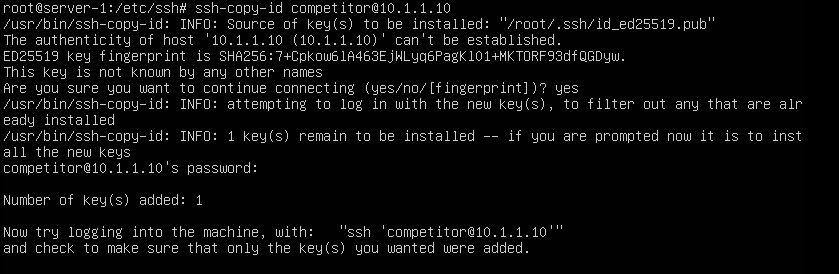 root@server-1:/etc/ssh# ssh-copy-id competitor@10.1.1.10
/usr/bin/ssh-copy-id: INFO: Source of key(s) to be installed: "/root/.ssh/id_ed25519.pub"
The authenticity of host '10.1.1.10 (10.1.1.10)' can't be established.
ED25519 key fingerprint is SHA256:7+Cpkow6lA463EjWLyq6PagKl01+MKTORF93dfQGDyw.
This key is not known by any other names
Are you sure you want to continue connecting (yes/no/[fingerprint])? yes
/usr/bin/ssh-copy-id: INFO: attempting to log in with the new key(s), to filter out any that are alr
eady installed
/usr/bin/ssh-copy-id: INFO: 1 key(s) remain to be installed -- if you are prompted now it is to inst
all the new keys
competitor@10.1.1.10's password:
Number of key(s) added: 1
Now try logging into the machine, with:   "ssh 'competitor@10.1.1.10'"
and check to make sure that only the key(s) you wanted were added.